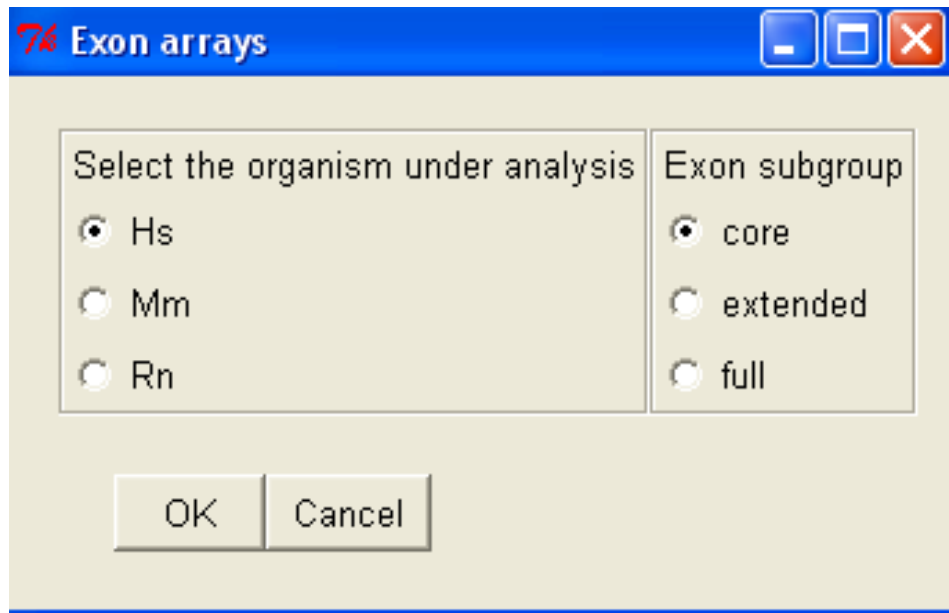 Exon arrays
Select the organism under analysis
Hs
Mm
Rn
Exon subgroup
core
extended
full
OK
Cancel